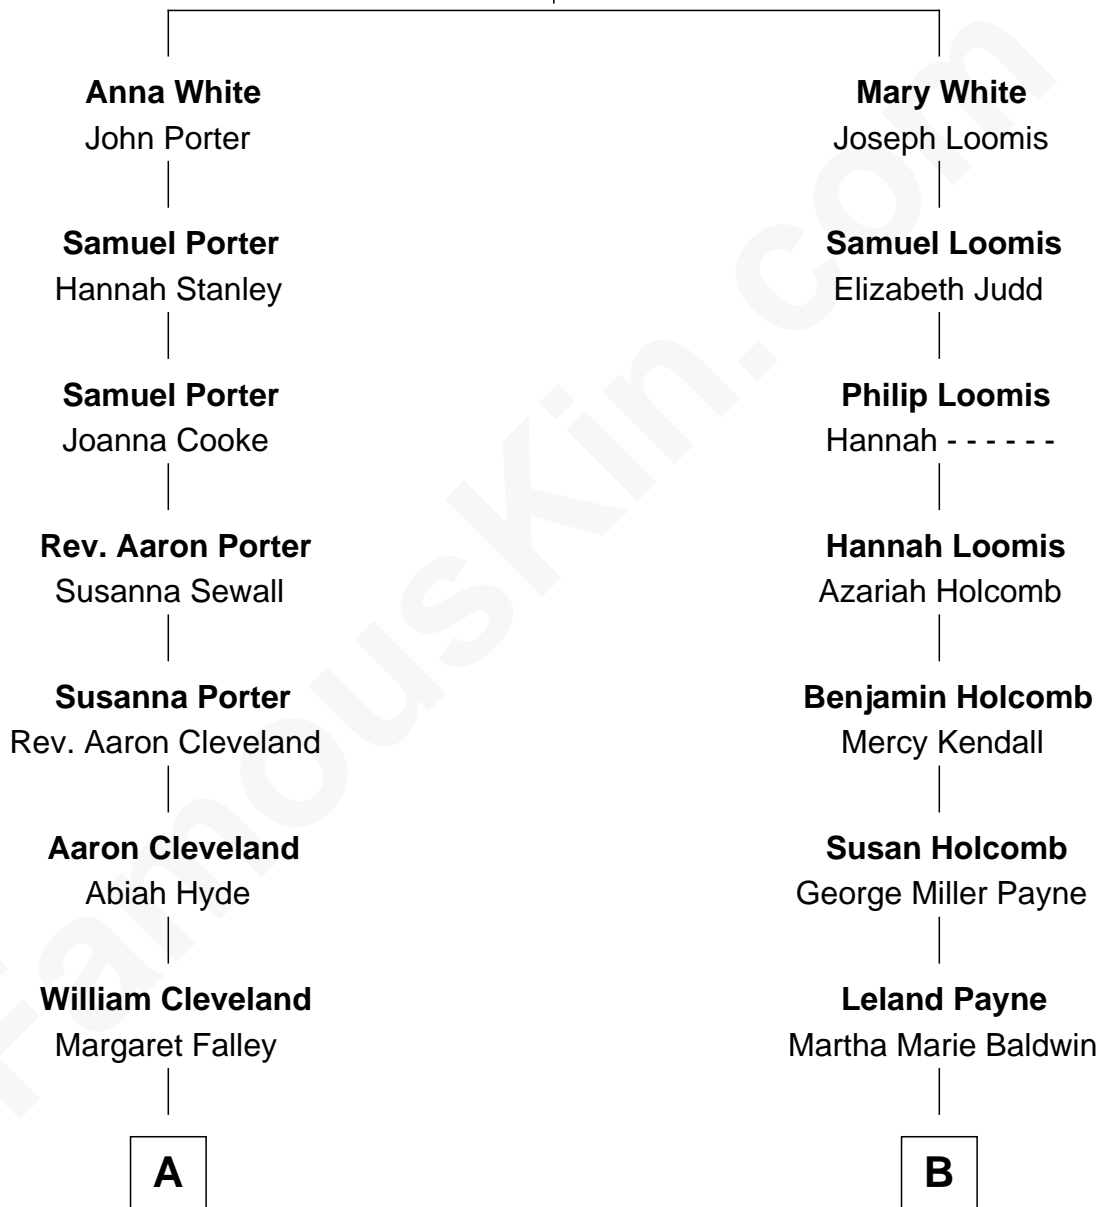 Anna White
John Porter
Mary White
Joseph Loomis
Samuel Porter
Hannah Stanley
Samuel Loomis
Elizabeth Judd
Samuel Porter
Joanna Cooke
Philip Loomis
Hannah - - - - - -
Rev. Aaron Porter
Susanna Sewall
Hannah Loomis
Azariah Holcomb
Susanna Porter
Rev. Aaron Cleveland
Benjamin Holcomb
Mercy Kendall
Aaron Cleveland
Abiah Hyde
Susan Holcomb
George Miller Payne
William Cleveland
Margaret Falley
Leland Payne
Martha Marie Baldwin
A
B
FamousKin.com